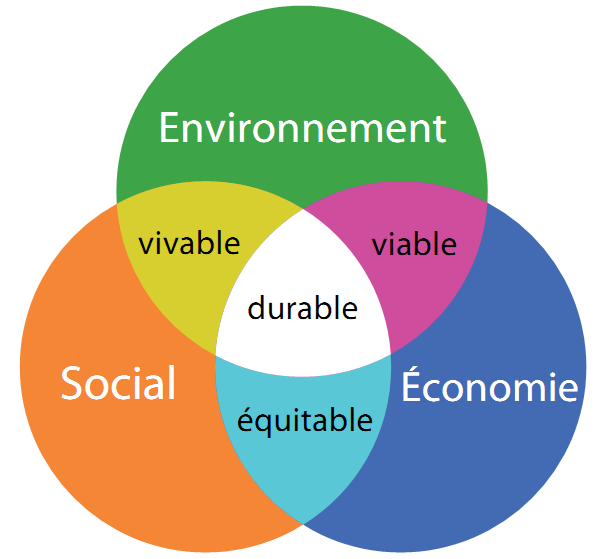 Environnement
vivable
viable
durable
Social
Économie
équitable